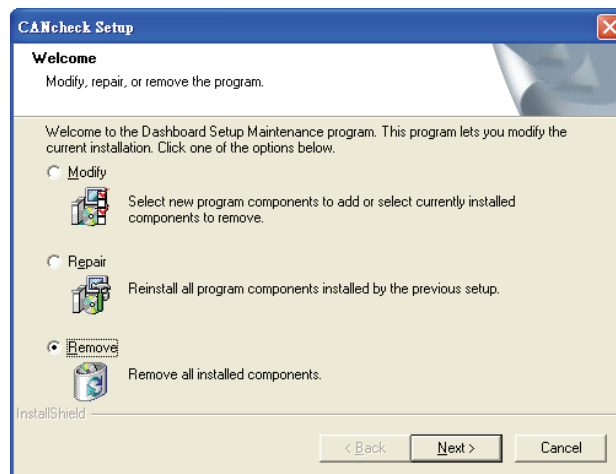 CANcheck Setup
Welcome
Modify, repair, or remove the program.
Welcome to the Dashboard Setup Maintenance program. This program lets you modify the
current installation. Click one of the options below.
Modify
Select new program components to add or select currently installed
components to remove.
Repair
Reinstall all program components installed by the previous setup.
Remove
Remove all installed components.
InstallShield
< Back Next > Cancel